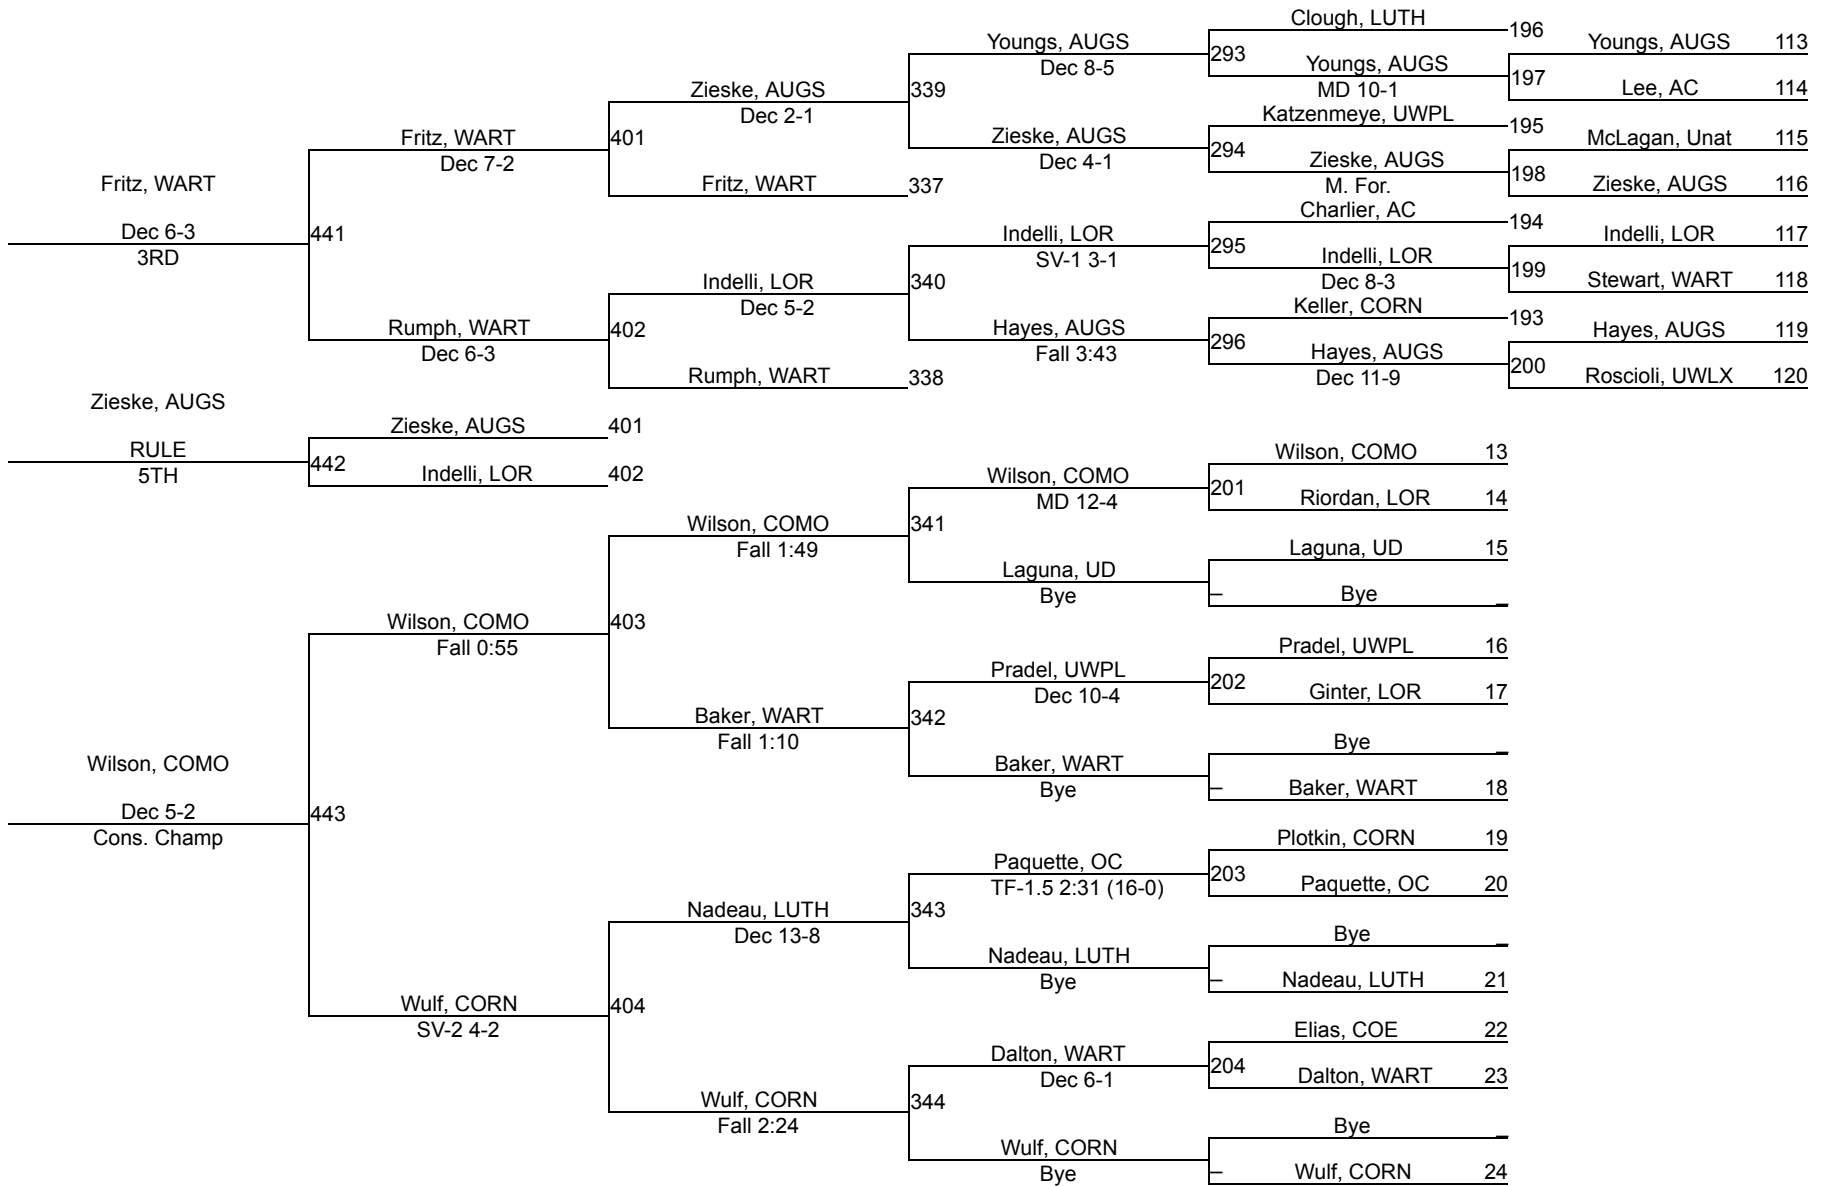 Clough, LUTH 196
Youngs, AUGS 293 Youngs, AUGS 113
Dec 8-5 Youngs, AUGS 197
Zieske, AUGS 339 MD 10-1 Lee, AC 114
Dec 2-1 Katzenmeye, UWPL 195
Fritz, WART 401 Zieske, AUGS 294 McLagan, Unat 115
Dec 7-2 Dec 4-1 Zieske, AUGS 198
Fritz, WART Fritz, WART 337 M. For. Zieske, AUGS 116
Charlier, AC 194
Dec 6-3 441 Indelli, LOR 295 Indelli, LOR 117
3RD SV-1 3-1 Indelli, LOR 199
Indelli, LOR 340 Dec 8-3 Stewart, WART 118
Dec 5-2 Keller, CORN 193
Rumph, WART 402 Hayes, AUGS 296 Hayes, AUGS 119
Dec 6-3 Fall 3:43 Hayes, AUGS 200
Rumph, WART 338 Dec 11-9 Roscioli, UWLX 120
Zieske, AUGS
Zieske, AUGS 401
RULE 442 Wilson, COMO 13
5TH Indelli, LOR 402 Wilson, COMO 201
MD 12-4 Riordan, LOR 14
Wilson, COMO 341
Fall 1:49 Laguna, UD 15
Laguna, UD
Bye – Bye _
Wilson, COMO 403
Fall 0:55 Pradel, UWPL 16
Pradel, UWPL 202
Dec 10-4 Ginter, LOR 17
Baker, WART 342
Fall 1:10 Bye _
Wilson, COMO Baker, WART
Bye – Baker, WART 18
Dec 5-2 443
Cons. Champ Plotkin, CORN 19
Paquette, OC 203
TF-1.5 2:31 (16-0) Paquette, OC 20
Nadeau, LUTH 343
Dec 13-8 Bye _
Nadeau, LUTH
Bye – Nadeau, LUTH 21
Wulf, CORN 404
SV-2 4-2 Elias, COE 22
Dalton, WART 204
Dec 6-1 Dalton, WART 23
Wulf, CORN 344
Fall 2:24 Bye _
Wulf, CORN
Bye – Wulf, CORN 24